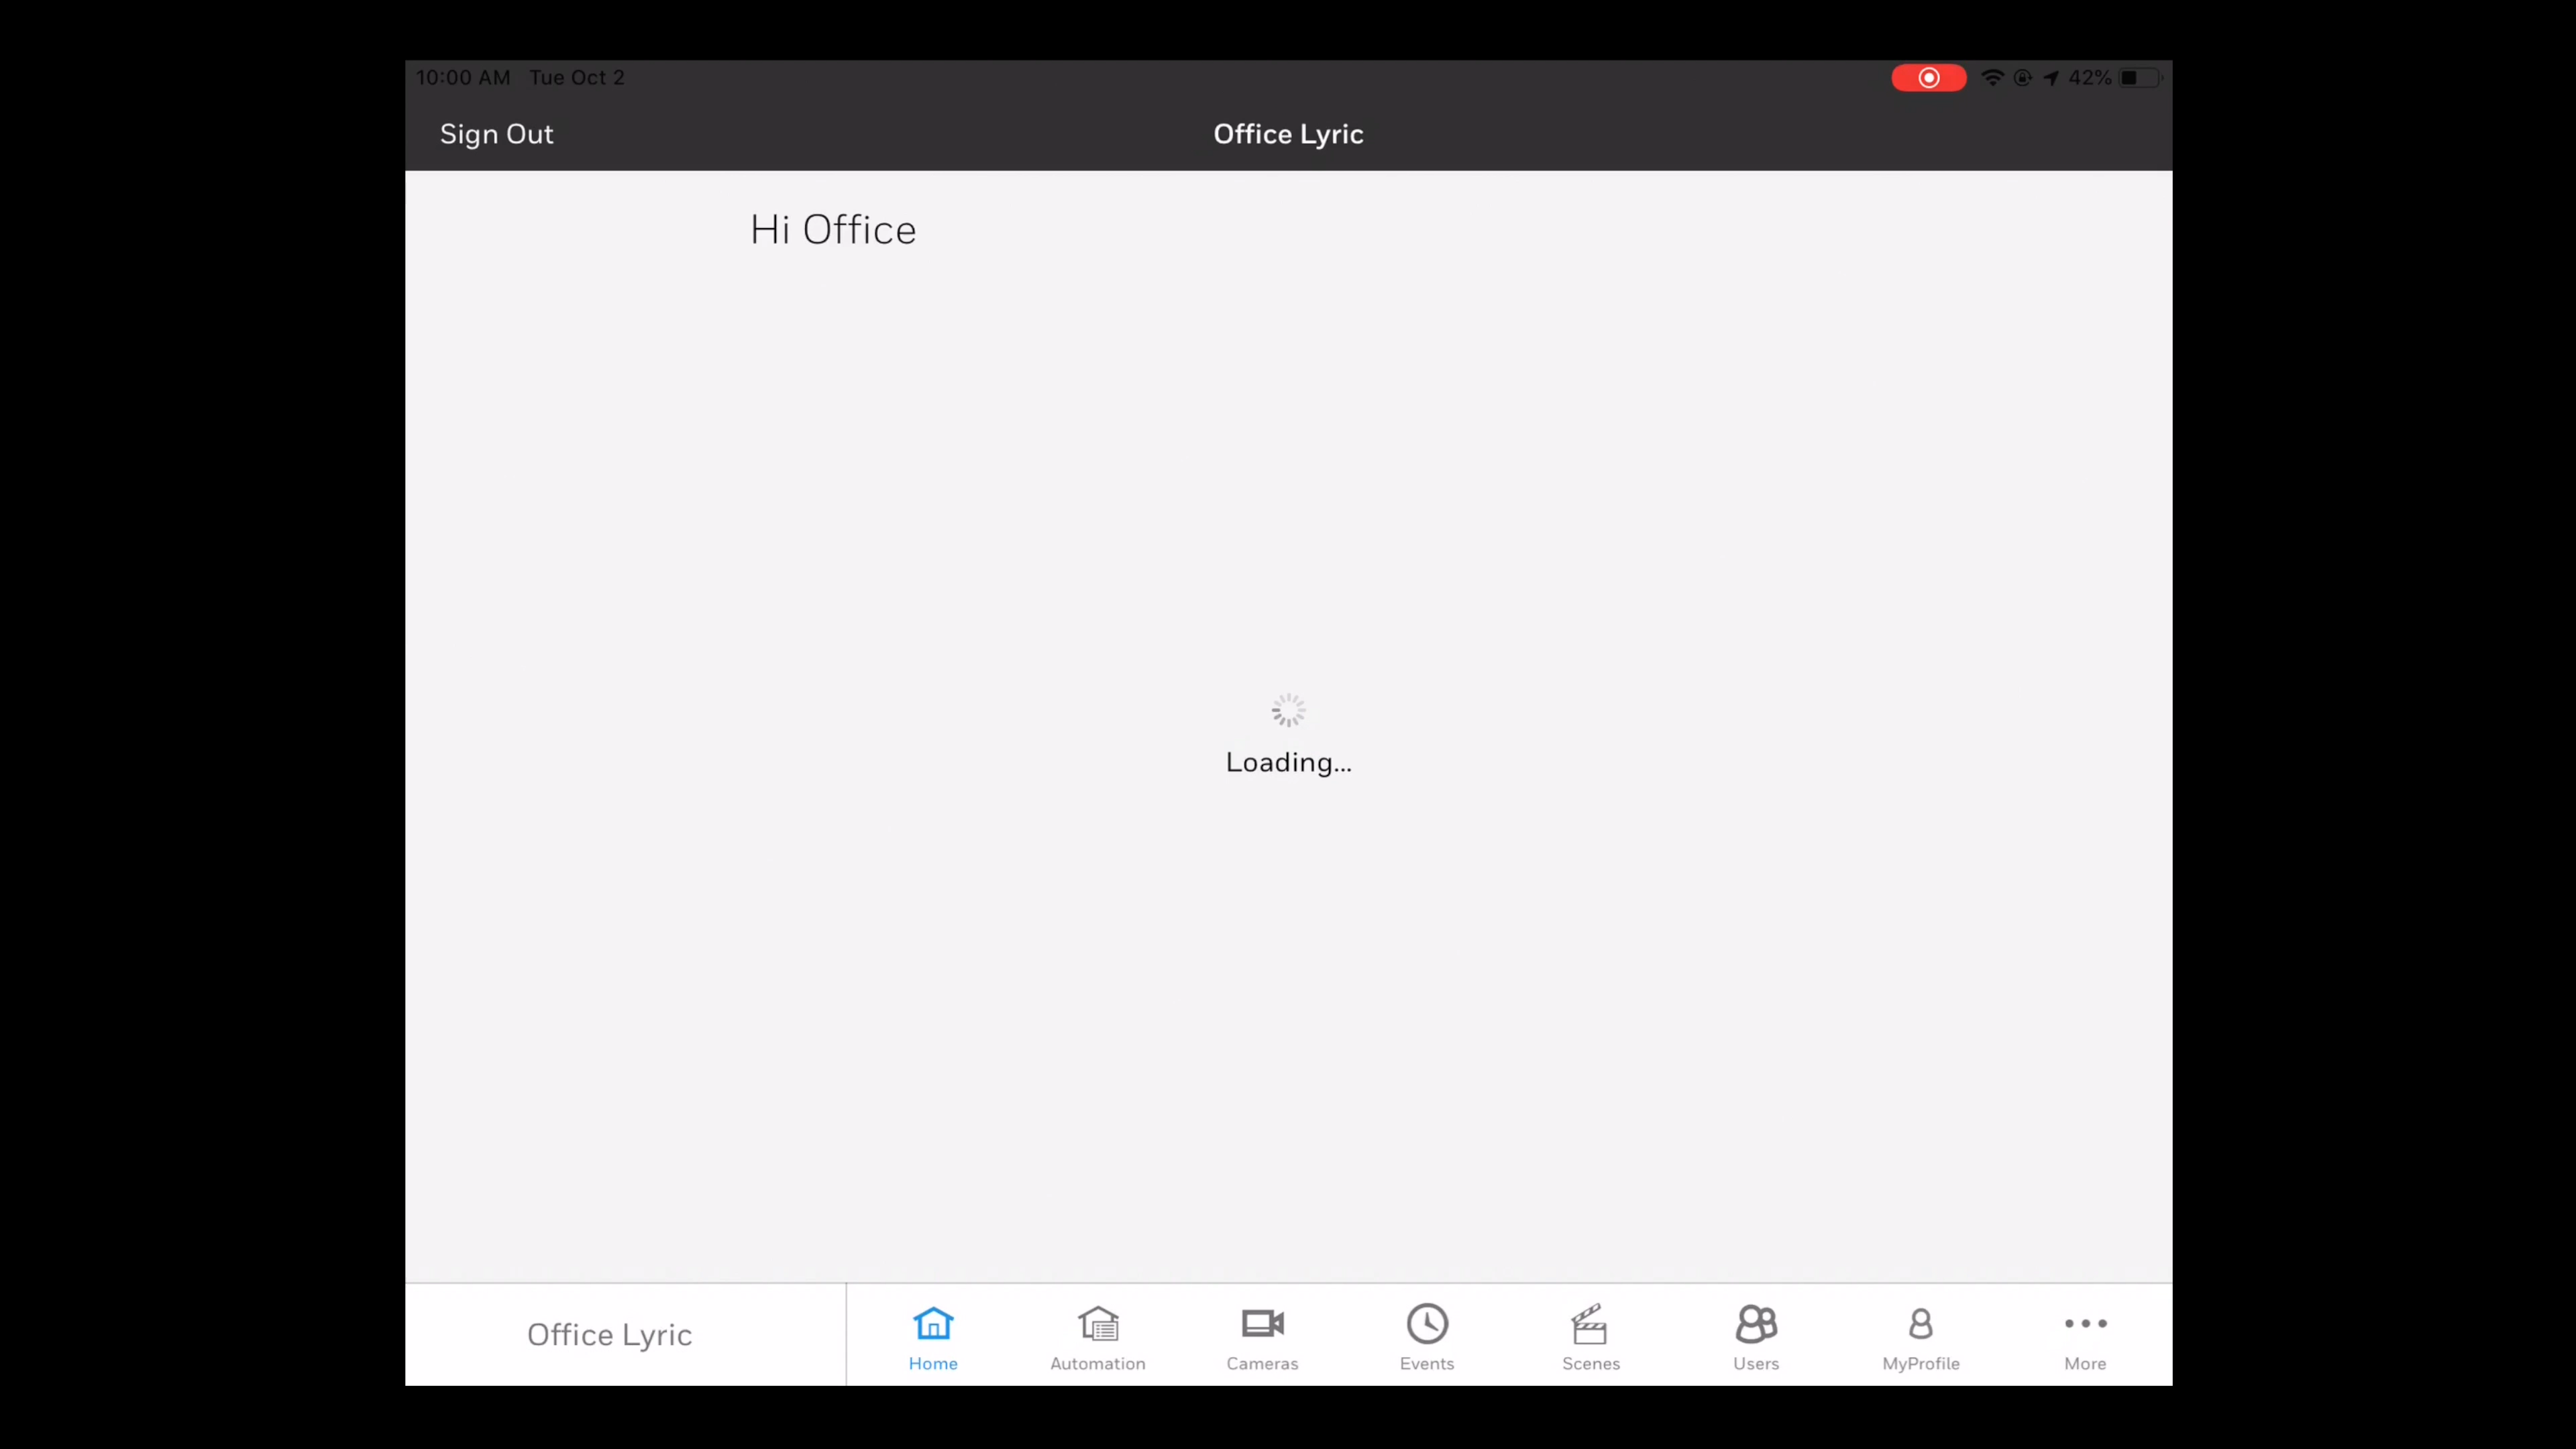 10:00 AM Tue Oct 2 42%
Sign Out Office Lyric
Hi Office
Loading...
Office Lyric
Home Automation Cameras Events Scenes Users MyProfile More